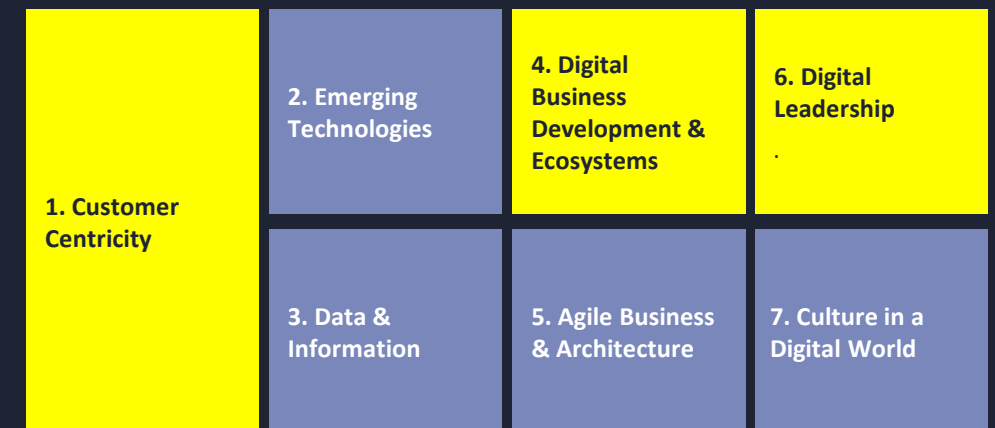 1. Customer
Centricity
2. Emerging
Technologies
3. Data &
Information
4. Digital
Business
Development &
Ecosystems
5. Agile Business
& Architecture
6. Digital
Leadership
.
7. Culture in a
Digital World